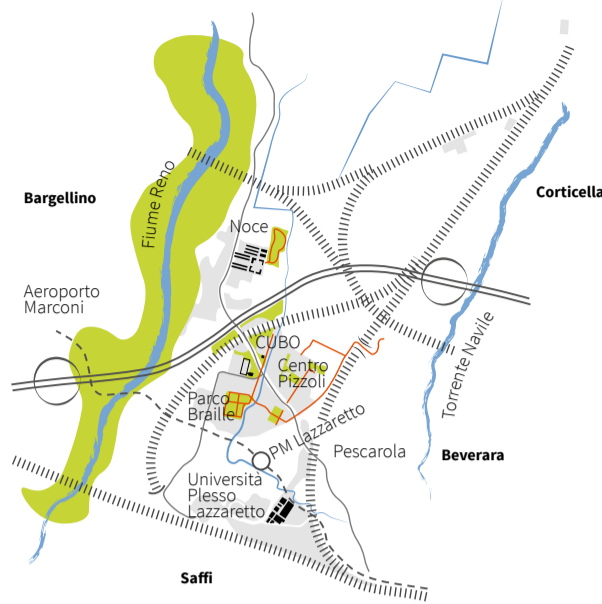 Corticella
Bargellino
Fiume Reno
Noce
Aeroporto
Marconi
CUBO
Centro
Pizzoli
Torrente Navile
Parco
Braille
PM Lazzaretto
Pescarola
Beverara
Università
Plesso
Lazzaretto
Saffi